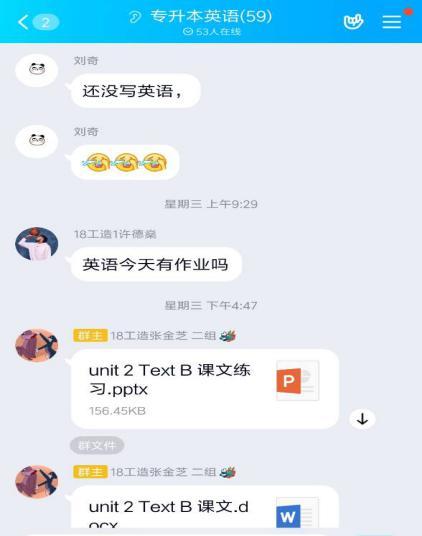 2
专升本英语(59)
53人在线
刘奇
还没写英语，
刘奇
星期三 上午9:29
18工造1许德燊
英语今天有作业吗
星期三 下午4:47
群主 18工造张金芝 二组
unit 2 Text B 课文练
习.pptx
156.45KB
P
群文件
群主 18工造张金芝 二组
unit 2 Text B 课文.d
ocx
W